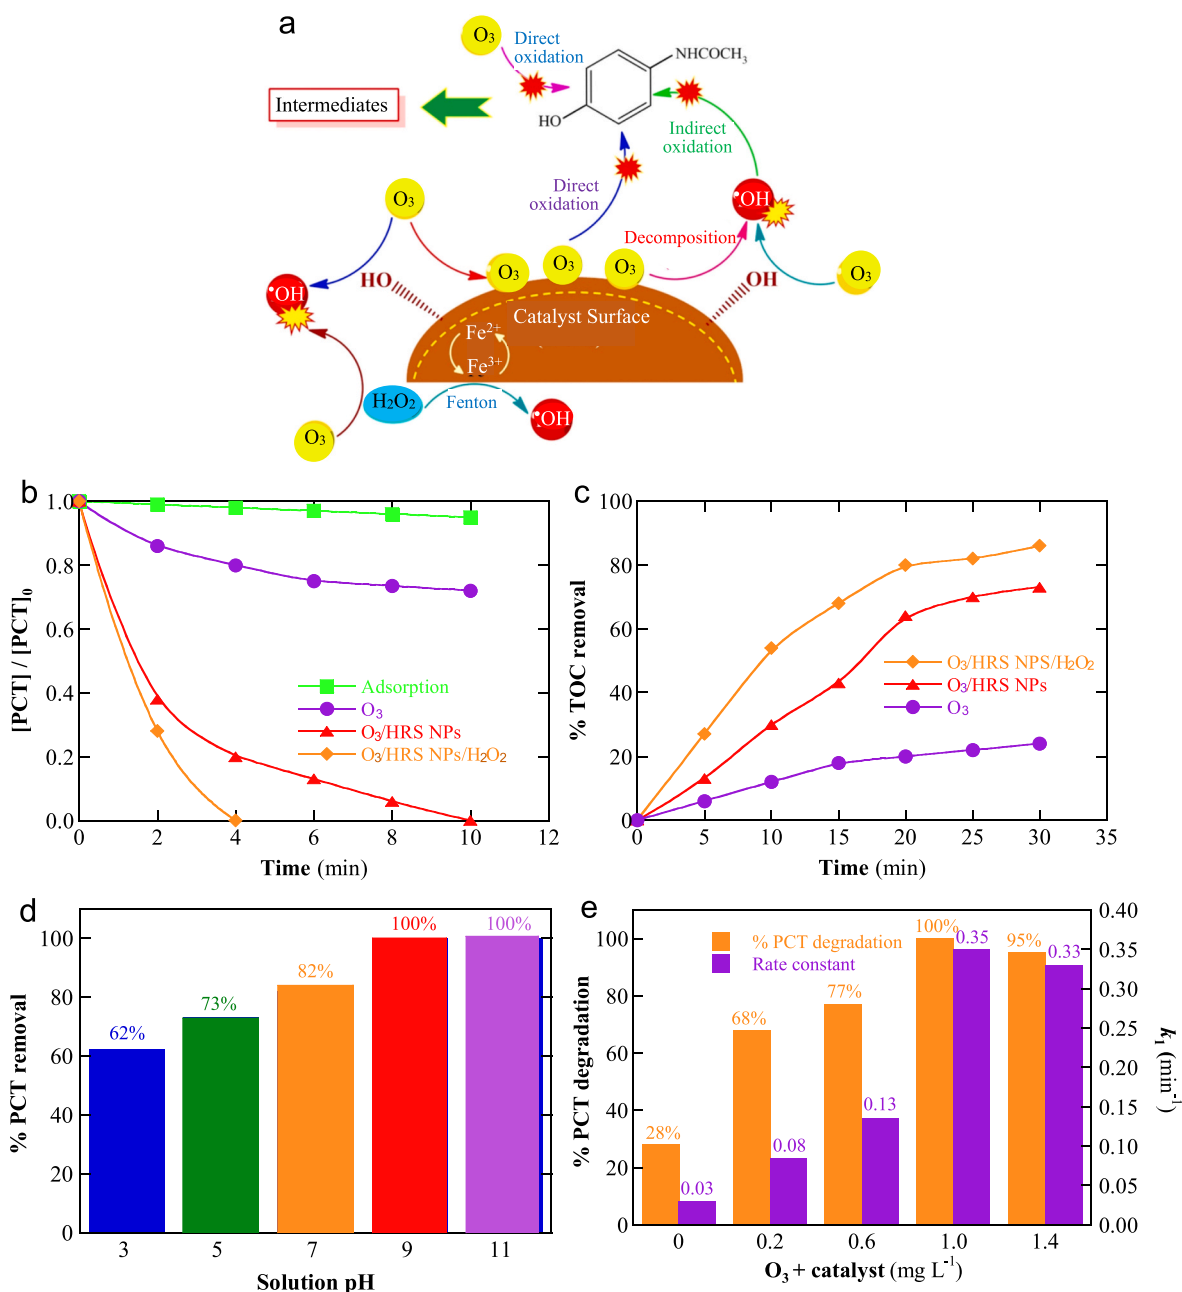 a
O₃
Direct
oxidation
NHCOCH₃
HO
Intermediates
Indirect
oxidation
O₃
Direct
oxidation
•OH
Decomposition
O₃
O₃
O₃
O₃
HO
OH
•OH
Catalyst Surface
Fe²⁺
Fe³⁺
H₂O₂
Fenton
•OH
O₃
b
[PCT] / [PCT]₀
1.0
0.8
0.6
0.4
0.2
0.0
Adsorption
O₃
O₃/HRS NPs
O₃/HRS NPs/H₂O₂
0 2 4 6 8 10 12
Time (min)
c
% TOC removal
100
80
60
40
20
0
O₃/HRS NPS/H₂O₂
O₃/HRS NPs
O₃
0 5 10 15 20 25 30 35
Time (min)
d
% PCT removal
100
80
60
40
20
0
62%
73%
82%
100%
100%
3 5 7 9 11
Solution pH
e
% PCT degradation
100
80
60
40
20
0
% PCT degradation
Rate constant
28%
0.03
68%
0.08
77%
0.13
100%
0.35
95%
0.33
0.40
0.35
0.30
0.25
0.20
0.15
0.10
0.05
0.00
k₁ (min⁻¹)
0 0.2 0.6 1.0 1.4
O₃ + catalyst (mg L⁻¹)